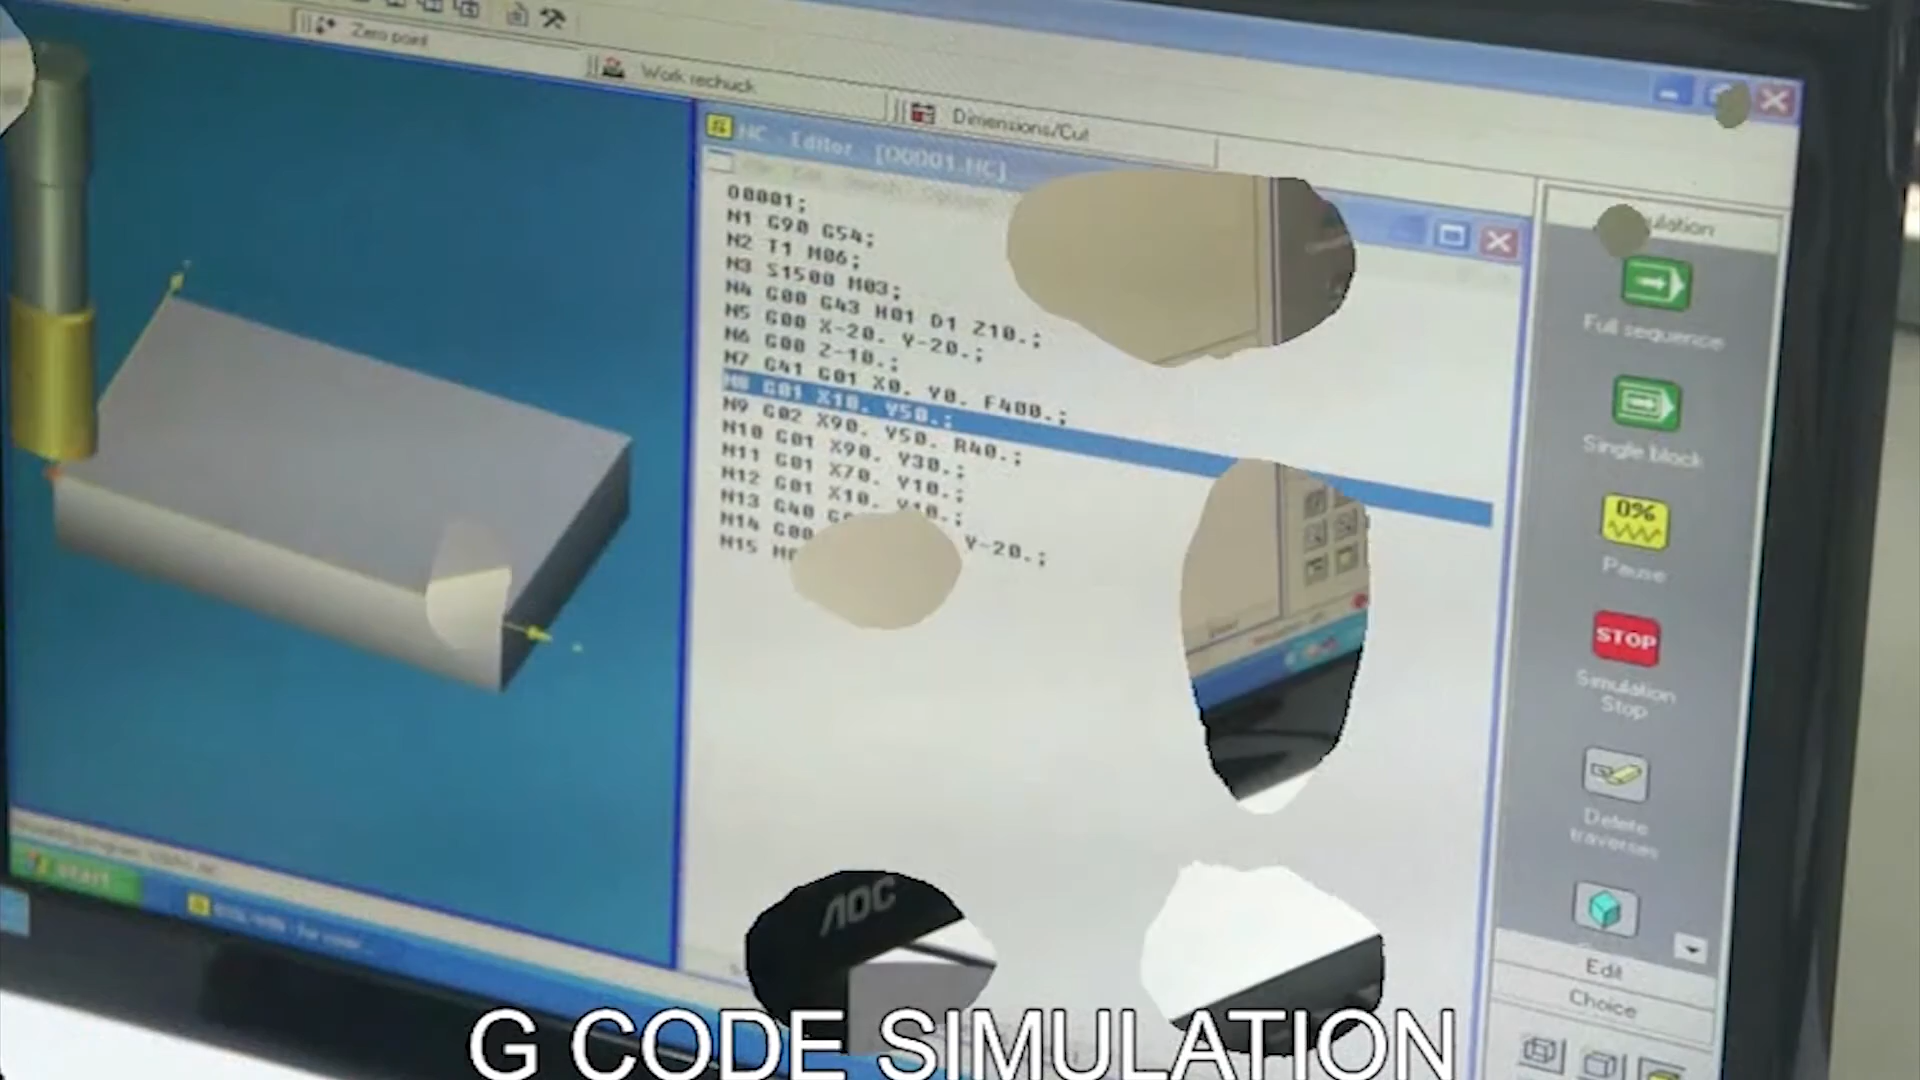 Zero point
Work rechuck
Dimensions/Cut
NC - Editor - [O0001.NC]
O0001;
N1 G90 G54;
N2 T1 M06;
N3 S1500 M03;
N4 G00 G43 H01 D1 Z10.;
N5 G00 X-20. Y-20.;
N6 G00 Z-10.;
N7 G41 G01 X0. Y0. F400.;
N8 G01 X10. Y50.;
N9 G02 X90. Y50. R40.;
N10 G01 X90. Y30.;
N11 G01 X70. Y10.;
N12 G01 X10. Y10.;
N13 G40
N14 G00 Y-20.;
N15
ulation
Full sequence
Single block
0%
Pause
STOP
Simulation
Stop
Delete
traverses
Edit
Choice
start
AOC
G CODE SIMULATION